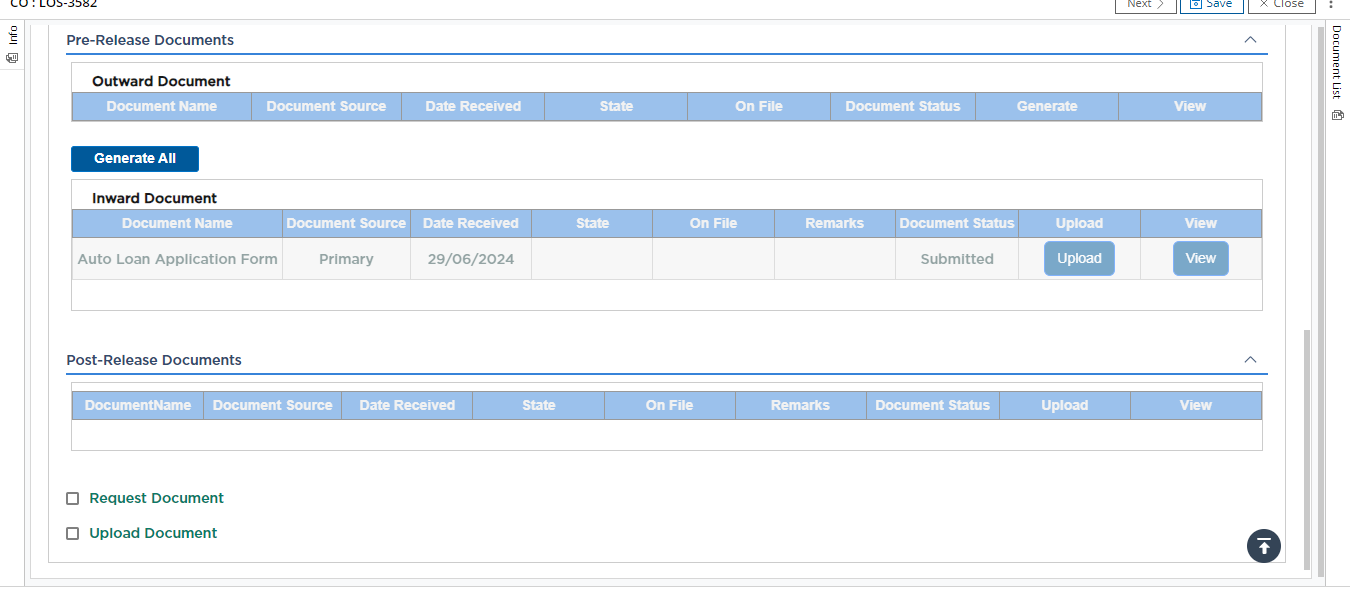 CO : LOS-3582
Next Save Close
Info
Document List
Pre-Release Documents
Outward Document
Document Name Document Source Date Received State On File Document Status Generate View
Generate All
Inward Document
Document Name Document Source Date Received State On File Remarks Document Status Upload View
Auto Loan Application Form Primary 29/06/2024 Submitted Upload View
Post-Release Documents
DocumentName Document Source Date Received State On File Remarks Document Status Upload View
Request Document
Upload Document